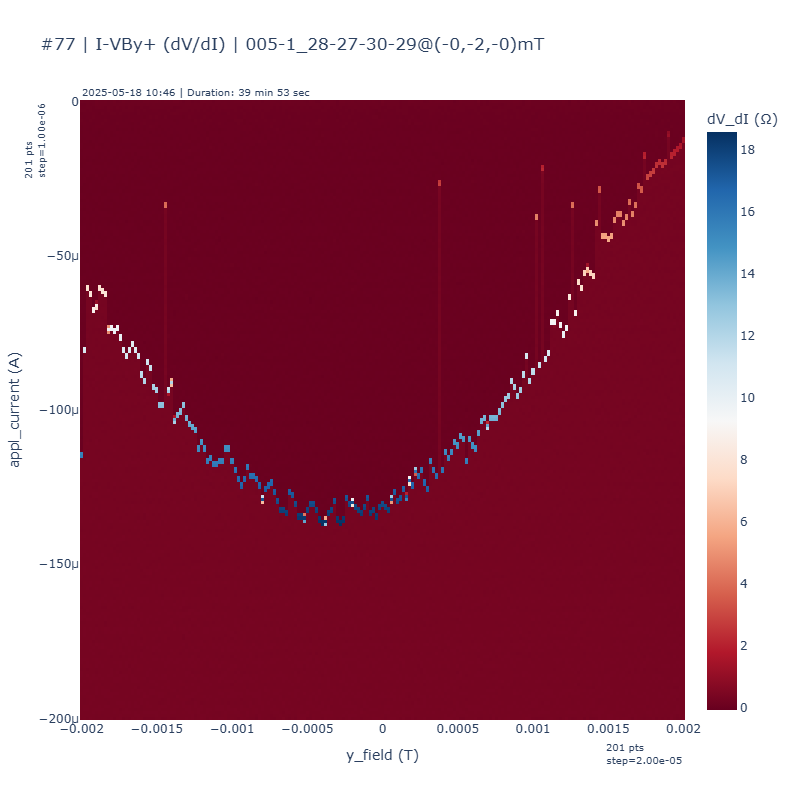 #77 | I-VBy+ (dV/dI) | 005-1_28-27-30-29@(-0,-2,-0)mT
2025-05-18 10:46 | Duration: 39 min 53 sec
201 pts
step=1.00e-06
dV_dI (Ω)
0
−50μ
−100μ
−150μ
−200μ
appl_current (A)
18
16
14
12
10
8
6
4
2
0
−0.002
−0.0015
−0.001
−0.0005
0
0.0005
0.001
0.0015
0.002
y_field (T)
201 pts
step=2.00e-05